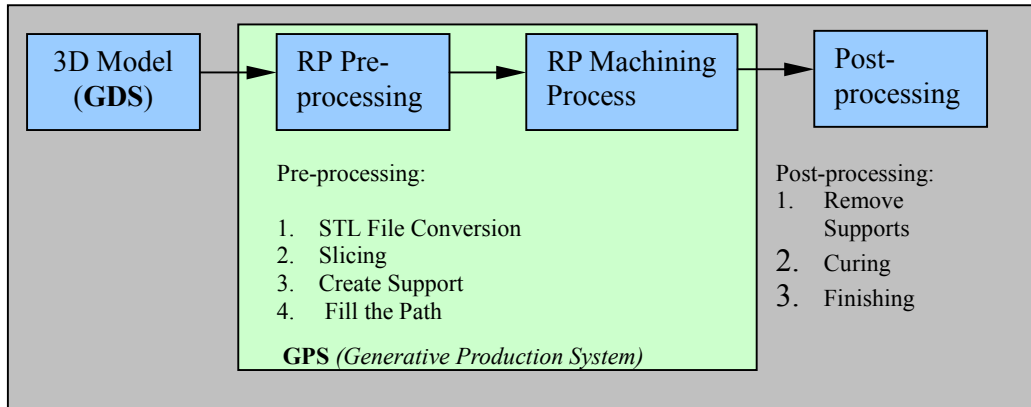 3D Model
(GDS)
RP Pre-
processing
RP Machining
Process
Post-
processing
Pre-processing:
1. STL File Conversion
2. Slicing
3. Create Support
4. Fill the Path
GPS (Generative Production System)
Post-processing:
1. Remove
Supports
2. Curing
3. Finishing